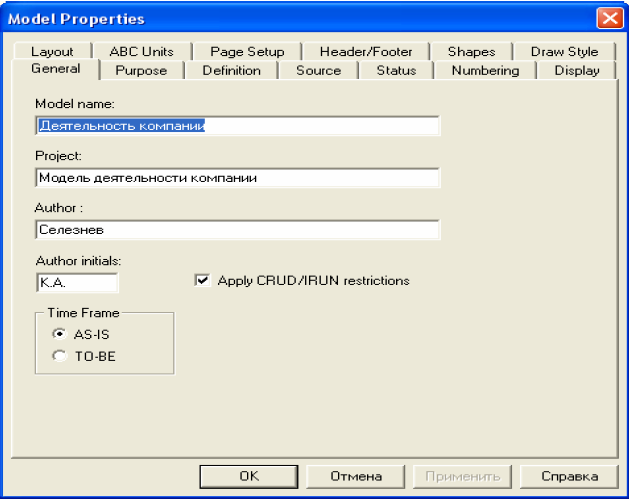 Model Properties
Layout ABC Units Page Setup Header/Footer Shapes Draw Style
General Purpose Definition Source Status Numbering Display
Model name:
Деятельность компании
Project:
Модель деятельности компании
Author :
Селезнев
Author initials:
К.А.
Apply CRUD/IRUN restrictions
Time Frame
AS-IS
TO-BE
OK Отмена Применить Справка